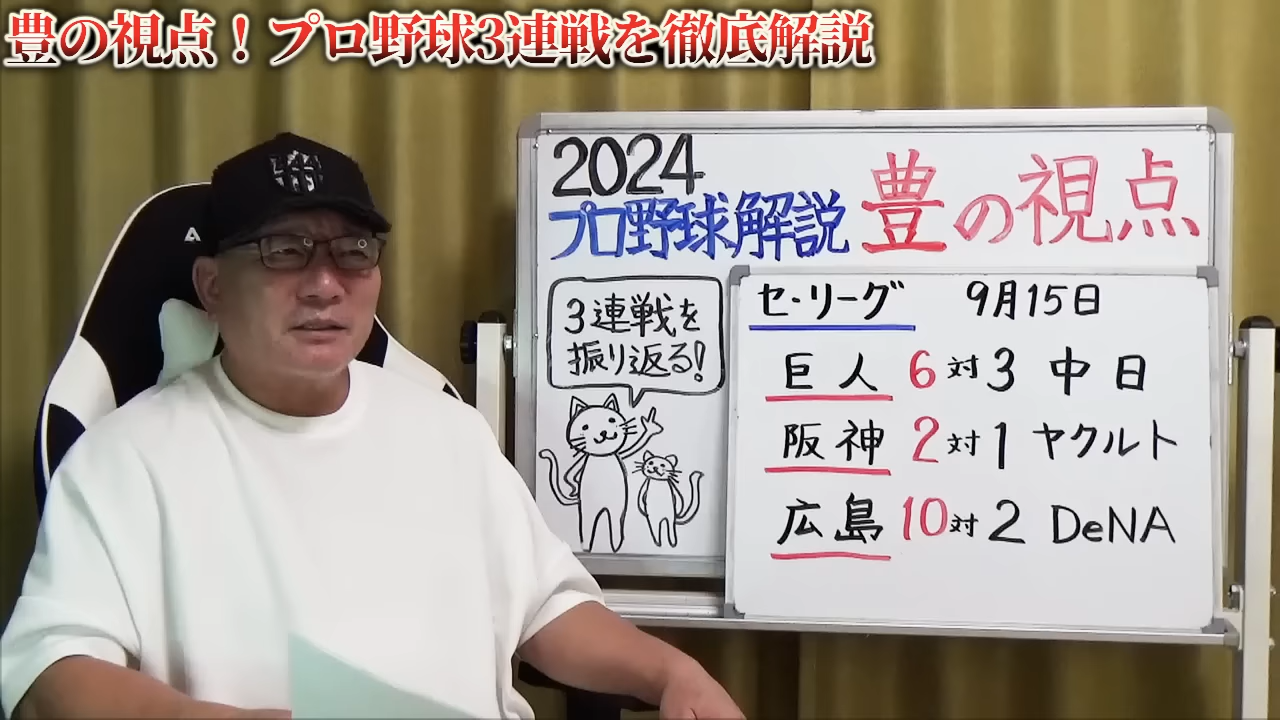 豊の視点！プロ野球3連戦を徹底解説
2024
プロ野球解説 豊の視点
3連戦を
振り返る!
セ・リーグ 9月15日
巨人 6対3 中日
阪神 2対1 ヤクルト
広島 10対2 DeNA